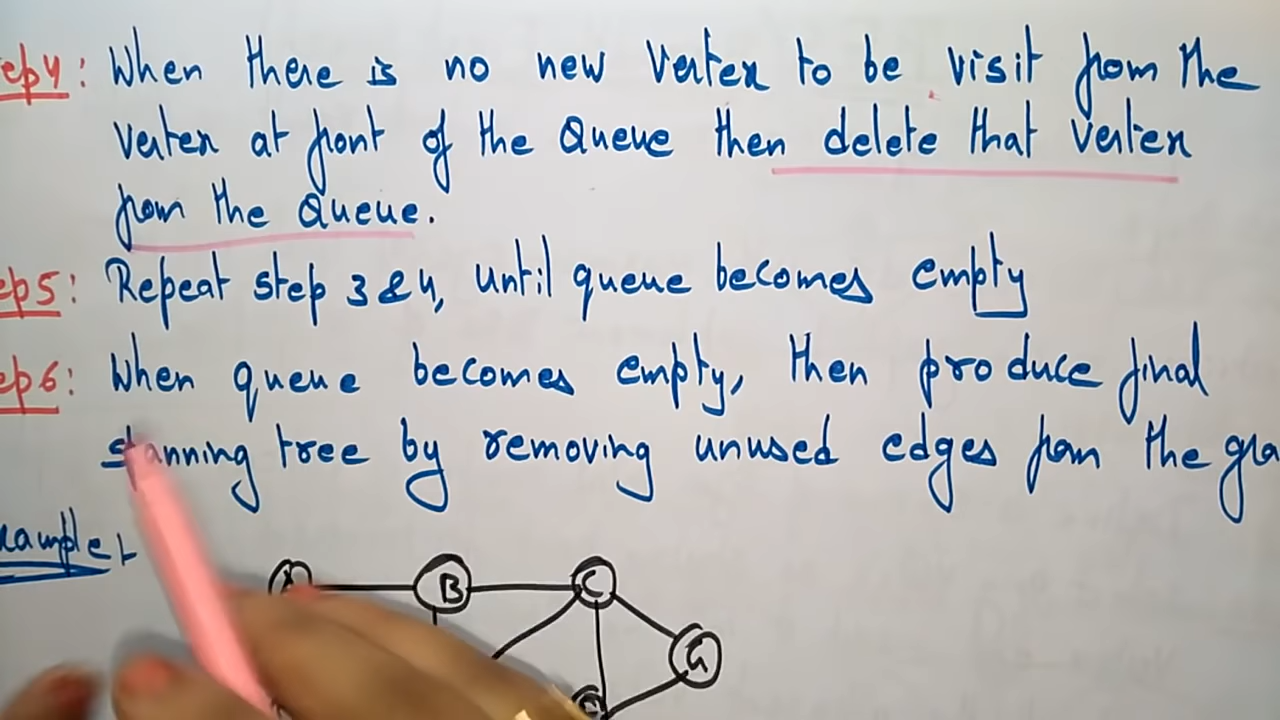 ep4: When there is no new Vertex to be visit from the
vertex at front of the Queue then delete that vertex
from the Queue.
ep5: Repeat step 3 & 4, until queue becomes empty
ep6: When queue becomes empty, then produce final
spanning tree by removing unused edges from the gra
xample:
A B C
G